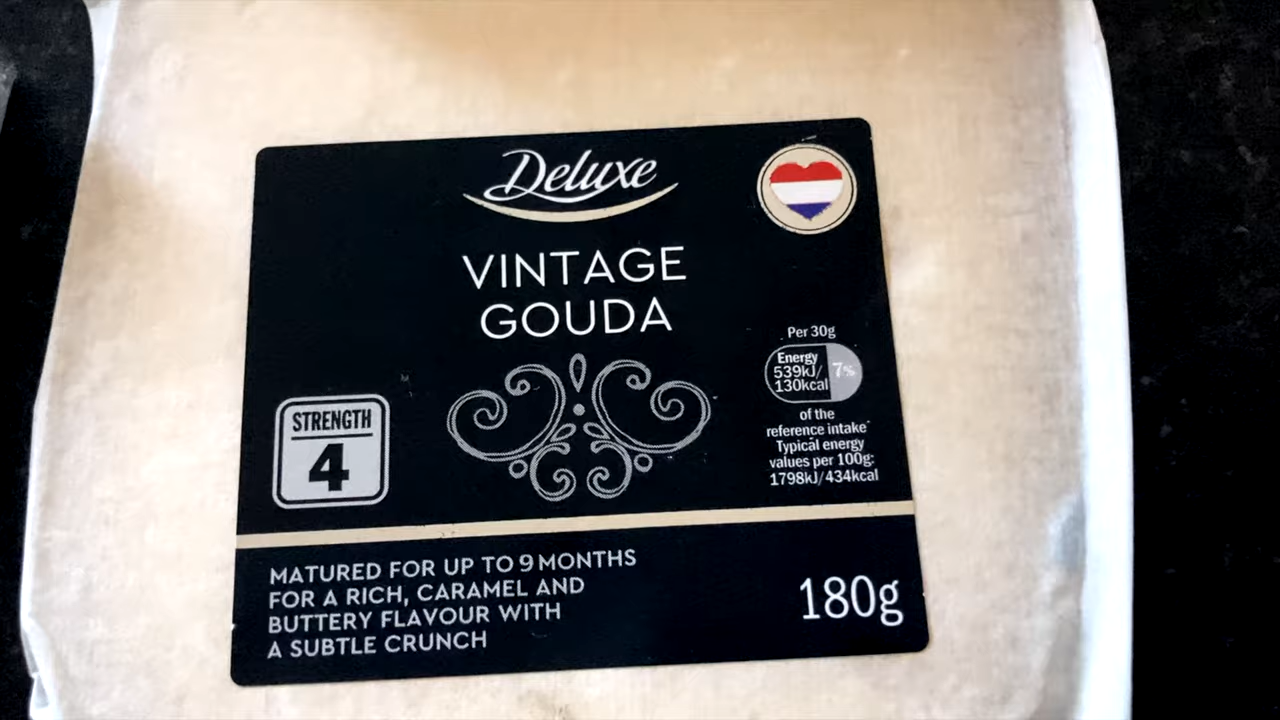 Deluxe
VINTAGE
GOUDA
Per 30g
Energy
539kJ/
130kcal
7%
of the
reference intake*
Typical energy
values per 100g:
1798kJ/434kcal
STRENGTH
4
MATURED FOR UP TO 9 MONTHS
FOR A RICH, CARAMEL AND
BUTTERY FLAVOUR WITH
A SUBTLE CRUNCH
180g